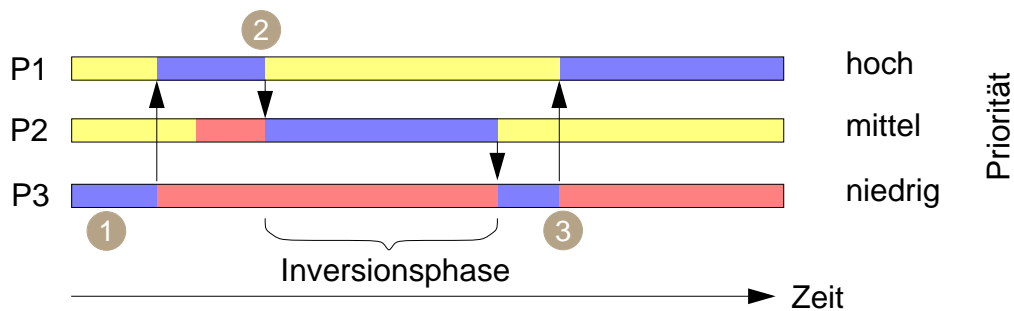 2
P1
hoch
P2
mittel
P3
niedrig
Priorität
1
3
Inversionsphase
Zeit